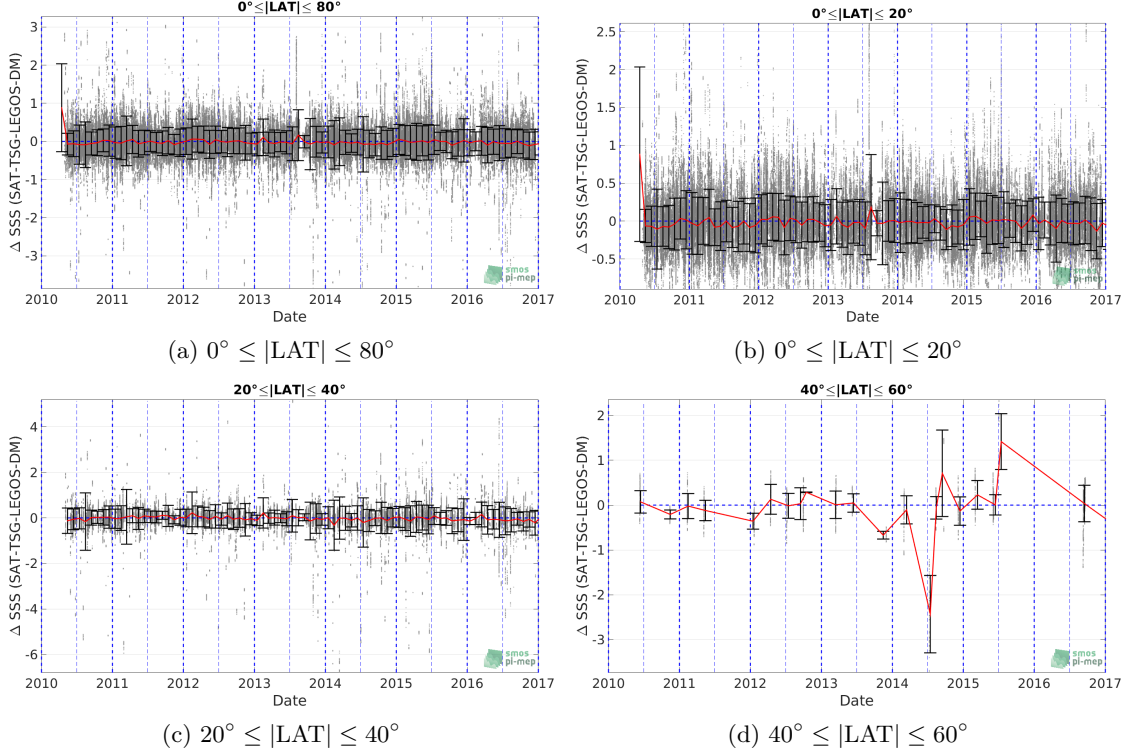 0°≤|LAT|≤ 80°
Δ SSS (SAT-TSG-LEGOS-DM)
3
2
1
0
-1
-2
-3
2010 2011 2012 2013 2014 2015 2016 2017
Date
smos
pi-mep
(a) 0° ≤ |LAT| ≤ 80°
0°≤|LAT|≤ 20°
Δ SSS (SAT-TSG-LEGOS-DM)
2.5
2
1.5
1
0.5
0
-0.5
2010 2011 2012 2013 2014 2015 2016 2017
Date
smos
pi-mep
(b) 0° ≤ |LAT| ≤ 20°
20°≤|LAT|≤ 40°
Δ SSS (SAT-TSG-LEGOS-DM)
4
2
0
-2
-4
-6
2010 2011 2012 2013 2014 2015 2016 2017
Date
smos
pi-mep
(c) 20° ≤ |LAT| ≤ 40°
40°≤|LAT|≤ 60°
Δ SSS (SAT-TSG-LEGOS-DM)
2
1
0
-1
-2
-3
2010 2011 2012 2013 2014 2015 2016 2017
Date
smos
pi-mep
(d) 40° ≤ |LAT| ≤ 60°